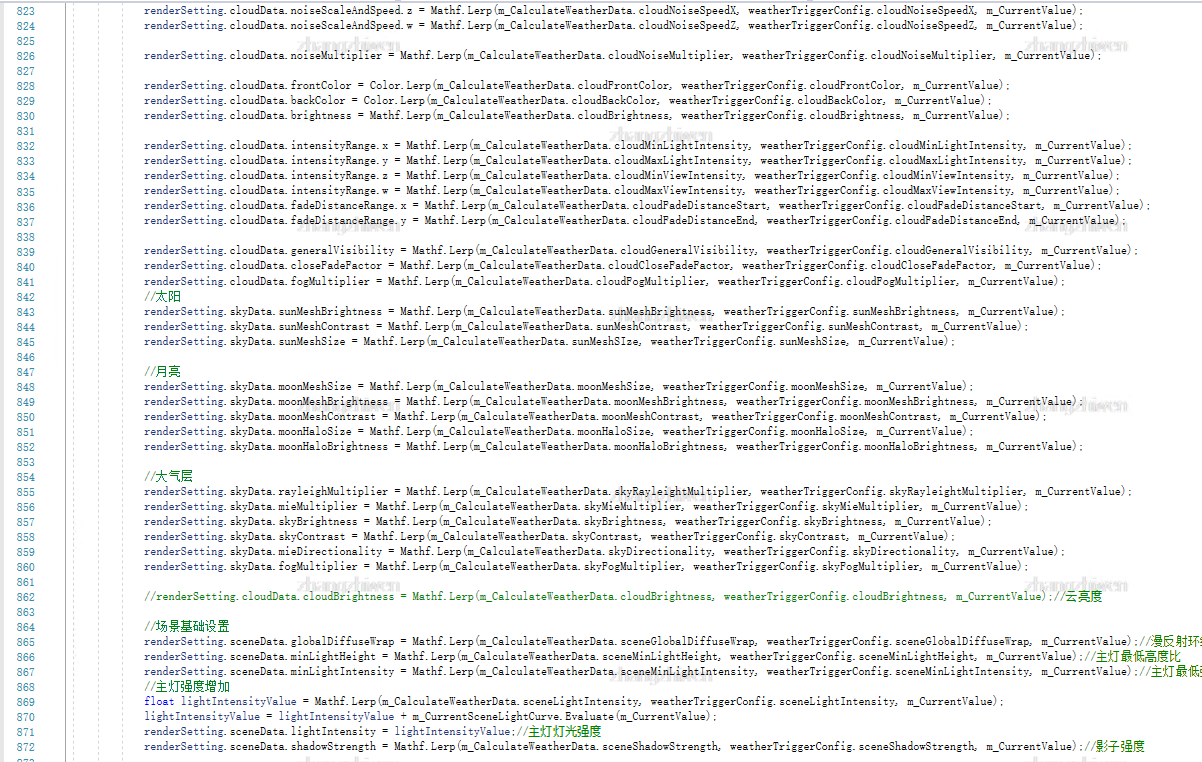 823 renderSetting.cloudData.noiseScaleAndSpeed.z = Mathf.Lerp(m_CalculateWeatherData.cloudNoiseSpeedX, weatherTriggerConfig.cloudNoiseSpeedX, m_CurrentValue);
824 renderSetting.cloudData.noiseScaleAndSpeed.w = Mathf.Lerp(m_CalculateWeatherData.cloudNoiseSpeedZ, weatherTriggerConfig.cloudNoiseSpeedZ, m_CurrentValue);
825
826 renderSetting.cloudData.noiseMultiplier = Mathf.Lerp(m_CalculateWeatherData.cloudNoiseMultiplier, weatherTriggerConfig.cloudNoiseMultiplier, m_CurrentValue);
827
828 renderSetting.cloudData.frontColor = Color.Lerp(m_CalculateWeatherData.cloudFrontColor, weatherTriggerConfig.cloudFrontColor, m_CurrentValue);
829 renderSetting.cloudData.backColor = Color.Lerp(m_CalculateWeatherData.cloudBackColor, weatherTriggerConfig.cloudBackColor, m_CurrentValue);
830 renderSetting.cloudData.brightness = Mathf.Lerp(m_CalculateWeatherData.cloudBrightness, weatherTriggerConfig.cloudBrightness, m_CurrentValue);
831
832 renderSetting.cloudData.intensityRange.x = Mathf.Lerp(m_CalculateWeatherData.cloudMinLightIntensity, weatherTriggerConfig.cloudMinLightIntensity, m_CurrentValue);
833 renderSetting.cloudData.intensityRange.y = Mathf.Lerp(m_CalculateWeatherData.cloudMaxLightIntensity, weatherTriggerConfig.cloudMaxLightIntensity, m_CurrentValue);
834 renderSetting.cloudData.intensityRange.z = Mathf.Lerp(m_CalculateWeatherData.cloudMinViewIntensity, weatherTriggerConfig.cloudMinViewIntensity, m_CurrentValue);
835 renderSetting.cloudData.intensityRange.w = Mathf.Lerp(m_CalculateWeatherData.cloudMaxViewIntensity, weatherTriggerConfig.cloudMaxViewIntensity, m_CurrentValue);
836 renderSetting.cloudData.fadeDistanceRange.x = Mathf.Lerp(m_CalculateWeatherData.cloudFadeDistanceStart, weatherTriggerConfig.cloudFadeDistanceStart, m_CurrentValue);
837 renderSetting.cloudData.fadeDistanceRange.y = Mathf.Lerp(m_CalculateWeatherData.cloudFadeDistanceEnd, weatherTriggerConfig.cloudFadeDistanceEnd, m_CurrentValue);
838
839 renderSetting.cloudData.generalVisibility = Mathf.Lerp(m_CalculateWeatherData.cloudGeneralVisibility, weatherTriggerConfig.cloudGeneralVisibility, m_CurrentValue);
840 renderSetting.cloudData.closeFadeFactor = Mathf.Lerp(m_CalculateWeatherData.cloudCloseFadeFactor, weatherTriggerConfig.cloudCloseFadeFactor, m_CurrentValue);
841 renderSetting.cloudData.fogMultiplier = Mathf.Lerp(m_CalculateWeatherData.cloudFogMultiplier, weatherTriggerConfig.cloudFogMultiplier, m_CurrentValue);
842 //太阳
843 renderSetting.skyData.sunMeshBrightness = Mathf.Lerp(m_CalculateWeatherData.sunMeshBrightness, weatherTriggerConfig.sunMeshBrightness, m_CurrentValue);
844 renderSetting.skyData.sunMeshContrast = Mathf.Lerp(m_CalculateWeatherData.sunMeshContrast, weatherTriggerConfig.sunMeshContrast, m_CurrentValue);
845 renderSetting.skyData.sunMeshSize = Mathf.Lerp(m_CalculateWeatherData.sunMeshSIze, weatherTriggerConfig.sunMeshSize, m_CurrentValue);
846
847 //月亮
848 renderSetting.skyData.moonMeshSize = Mathf.Lerp(m_CalculateWeatherData.moonMeshSize, weatherTriggerConfig.moonMeshSize, m_CurrentValue);
849 renderSetting.skyData.moonMeshBrightness = Mathf.Lerp(m_CalculateWeatherData.moonMeshBrightness, weatherTriggerConfig.moonMeshBrightness, m_CurrentValue);
850 renderSetting.skyData.moonMeshContrast = Mathf.Lerp(m_CalculateWeatherData.moonMeshContrast, weatherTriggerConfig.moonMeshContrast, m_CurrentValue);
851 renderSetting.skyData.moonHaloSize = Mathf.Lerp(m_CalculateWeatherData.moonHaloSize, weatherTriggerConfig.moonHaloSize, m_CurrentValue);
852 renderSetting.skyData.moonHaloBrightness = Mathf.Lerp(m_CalculateWeatherData.moonHaloBrightness, weatherTriggerConfig.moonHaloBrightness, m_CurrentValue);
853
854 //大气层
855 renderSetting.skyData.rayleighMultiplier = Mathf.Lerp(m_CalculateWeatherData.skyRayleightMultiplier, weatherTriggerConfig.skyRayleightMultiplier, m_CurrentValue);
856 renderSetting.skyData.mieMultiplier = Mathf.Lerp(m_CalculateWeatherData.skyMieMultiplier, weatherTriggerConfig.skyMieMultiplier, m_CurrentValue);
857 renderSetting.skyData.skyBrightness = Mathf.Lerp(m_CalculateWeatherData.skyBrightness, weatherTriggerConfig.skyBrightness, m_CurrentValue);
858 renderSetting.skyData.skyContrast = Mathf.Lerp(m_CalculateWeatherData.skyContrast, weatherTriggerConfig.skyContrast, m_CurrentValue);
859 renderSetting.skyData.mieDirectionality = Mathf.Lerp(m_CalculateWeatherData.skyDirectionality, weatherTriggerConfig.skyDirectionality, m_CurrentValue);
860 renderSetting.skyData.fogMultiplier = Mathf.Lerp(m_CalculateWeatherData.skyFogMultiplier, weatherTriggerConfig.skyFogMultiplier, m_CurrentValue);
861
862 //renderSetting.cloudData.cloudBrightness = Mathf.Lerp(m_CalculateWeatherData.cloudBrightness, weatherTriggerConfig.cloudBrightness, m_CurrentValue);//云亮度
863
864 //场景基础设置
865 renderSetting.sceneData.globalDiffuseWrap = Mathf.Lerp(m_CalculateWeatherData.sceneGlobalDiffuseWrap, weatherTriggerConfig.sceneGlobalDiffuseWrap, m_CurrentValue);//漫反射环
866 renderSetting.sceneData.minLightHeight = Mathf.Lerp(m_CalculateWeatherData.sceneMinLightHeight, weatherTriggerConfig.sceneMinLightHeight, m_CurrentValue);//主灯最低高度比
867 renderSetting.sceneData.minLightIntensity = Mathf.Lerp(m_CalculateWeatherData.sceneMinLightIntensity, weatherTriggerConfig.sceneMinLightIntensity, m_CurrentValue);//主灯最低
868 //主灯强度增加
869 float lightIntensityValue = Mathf.Lerp(m_CalculateWeatherData.sceneLightIntensity, weatherTriggerConfig.sceneLightIntensity, m_CurrentValue);
870 lightIntensityValue = lightIntensityValue + m_CurrentSceneLightCurve.Evaluate(m_CurrentValue);
871 renderSetting.sceneData.lightIntensity = lightIntensityValue;//主灯灯光强度
872 renderSetting.sceneData.shadowStrength = Mathf.Lerp(m_CalculateWeatherData.sceneShadowStrength, weatherTriggerConfig.sceneShadowStrength, m_CurrentValue);//影子强度